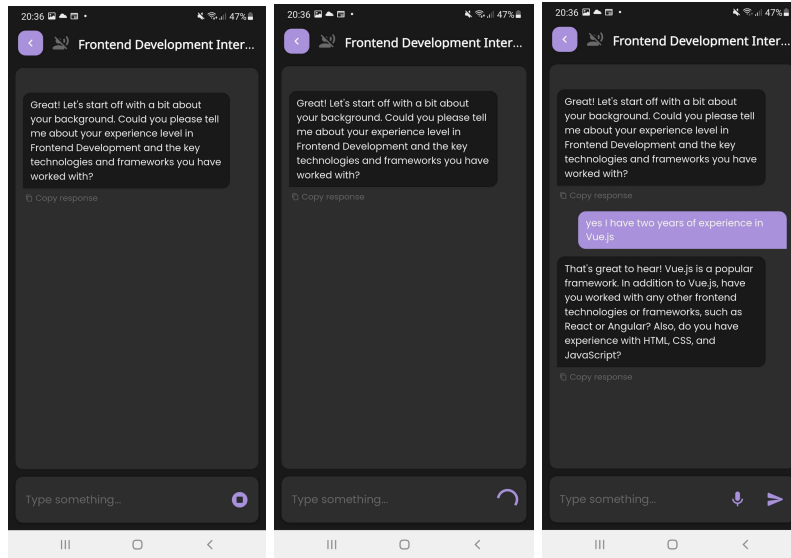 20:36
47%
Frontend Development Inter...
Great! Let's start off with a bit about
your background. Could you please tell
me about your experience level in
Frontend Development and the key
technologies and frameworks you have
worked with?
Copy response
Type something...
20:36
47%
Frontend Development Inter...
Great! Let's start off with a bit about
your background. Could you please tell
me about your experience level in
Frontend Development and the key
technologies and frameworks you have
worked with?
Copy response
Type something...
20:36
47%
Frontend Development Inter...
Great! Let's start off with a bit about
your background. Could you please tell
me about your experience level in
Frontend Development and the key
technologies and frameworks you have
worked with?
Copy response
yes I have two years of experience in
Vue.js
That's great to hear! Vue.js is a popular
framework. In addition to Vue.js, have
you worked with any other frontend
technologies or frameworks, such as
React or Angular? Also, do you have
experience with HTML, CSS, and
JavaScript?
Copy response
Type something...